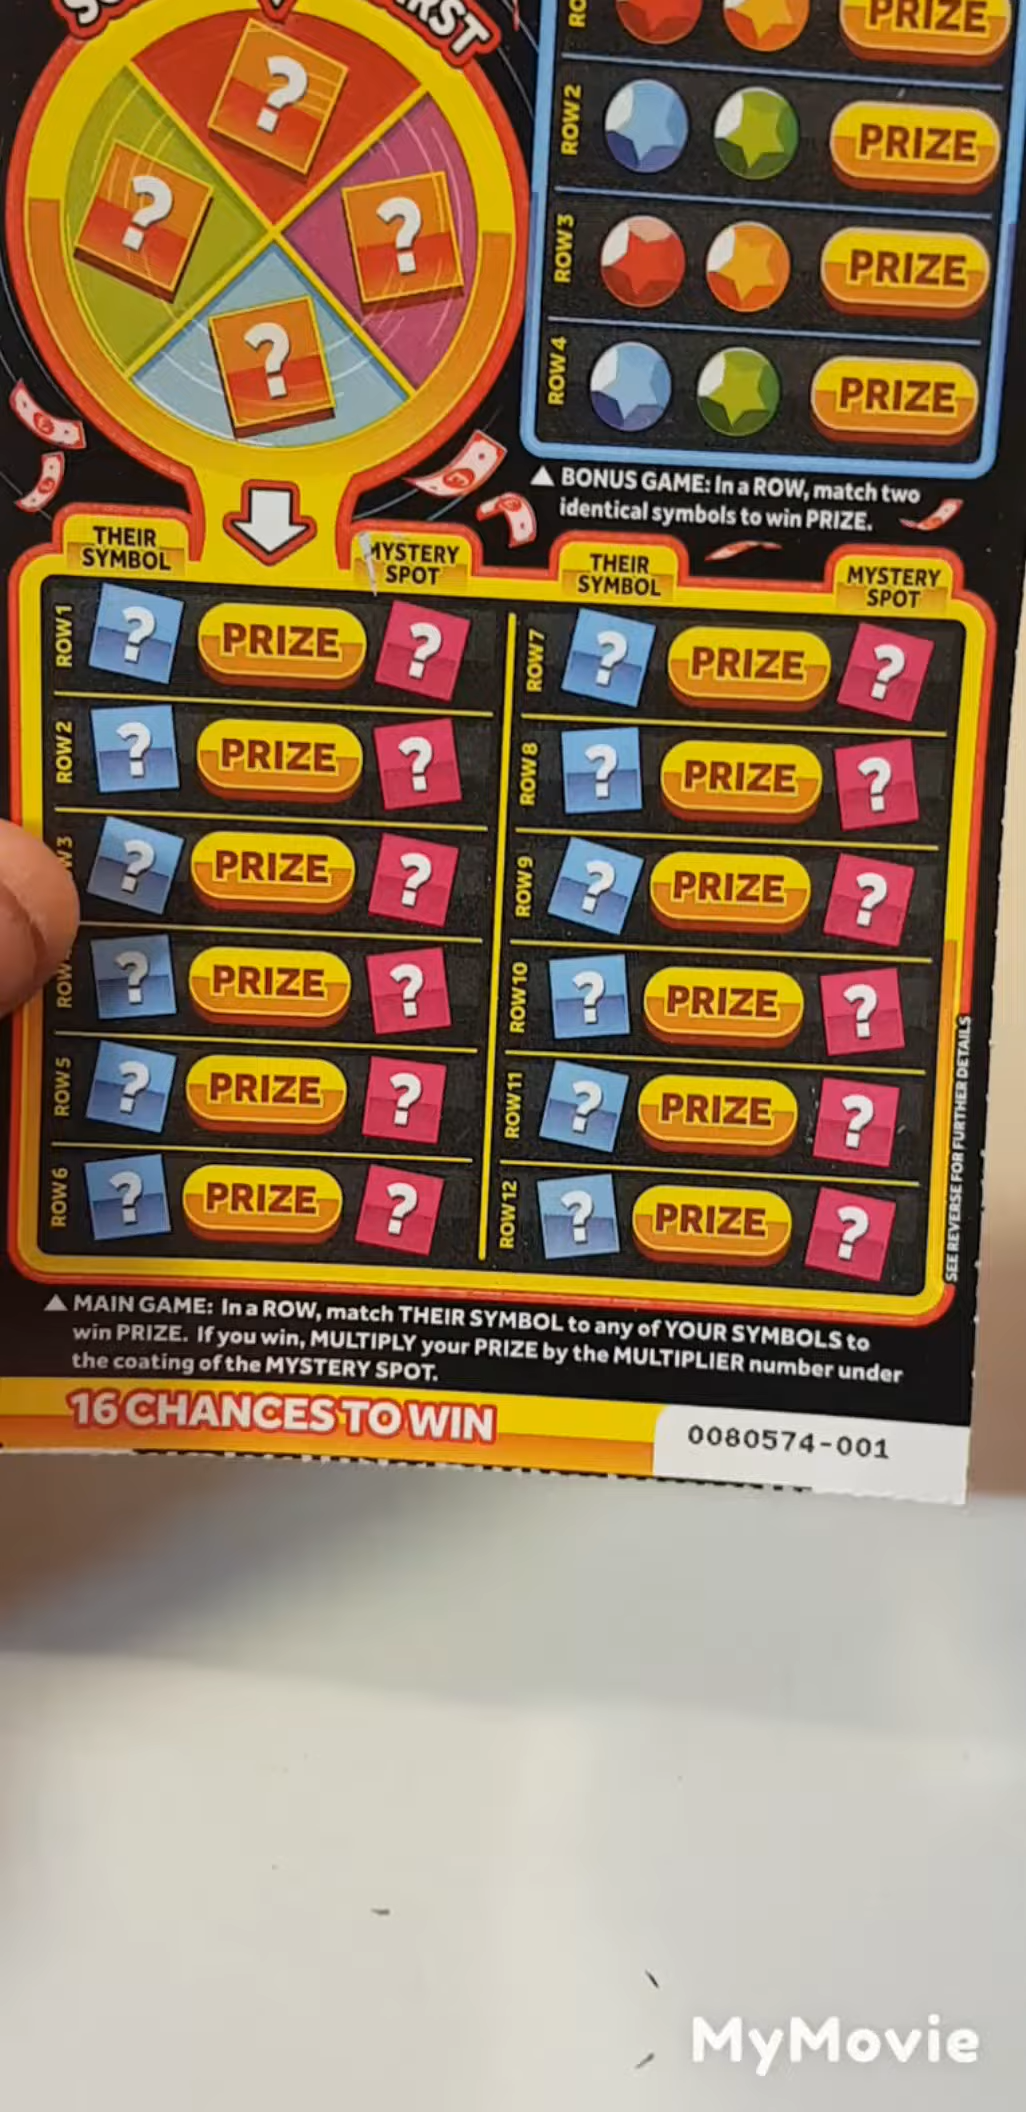 PRIZE
ROW 2 PRIZE
ROW 3 PRIZE
ROW 4 PRIZE
▲ BONUS GAME: In a ROW, match two
identical symbols to win PRIZE.
THEIR
SYMBOL
MYSTERY
SPOT
THEIR
SYMBOL
MYSTERY
SPOT
ROW 1 ? PRIZE ?
ROW 2 ? PRIZE ?
? PRIZE ?
? PRIZE ?
ROW 5 ? PRIZE ?
ROW 6 ? PRIZE ?
ROW 7 ? PRIZE ?
ROW 8 ? PRIZE ?
ROW 9 ? PRIZE ?
ROW 10 ? PRIZE ?
ROW 11 ? PRIZE ?
ROW 12 ? PRIZE ?
SEE REVERSE FOR FURTHER DETAILS
▲ MAIN GAME: In a ROW, match THEIR SYMBOL to any of YOUR SYMBOLS to
win PRIZE. If you win, MULTIPLY your PRIZE by the MULTIPLIER number under
the coating of the MYSTERY SPOT.
16 CHANCES TO WIN
0080574-001
MyMovie